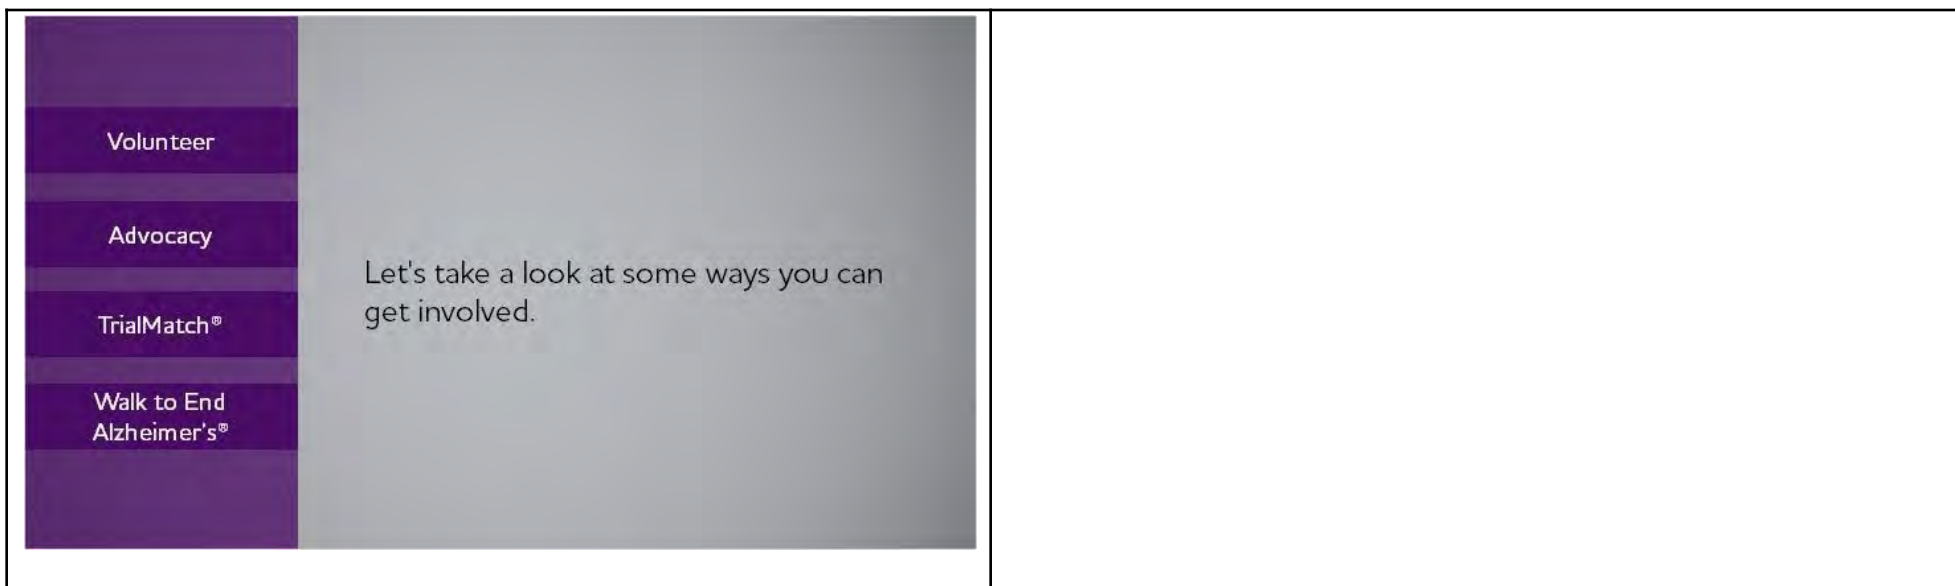 Volunteer
Advocacy
TrialMatch®
Walk to End
Alzheimer's®
Let's take a look at some ways you can
get involved.